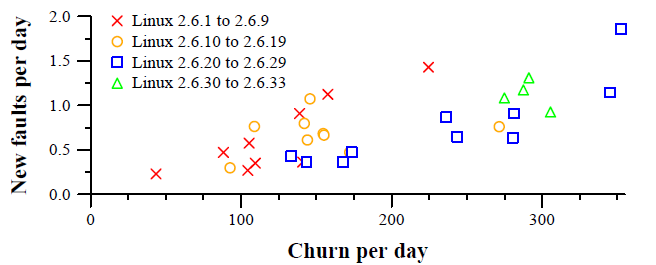 New faults per day
2.0
1.5
1.0
0.5
0.0
Linux 2.6.1 to 2.6.9
Linux 2.6.10 to 2.6.19
Linux 2.6.20 to 2.6.29
Linux 2.6.30 to 2.6.33
0 100 200 300
Churn per day